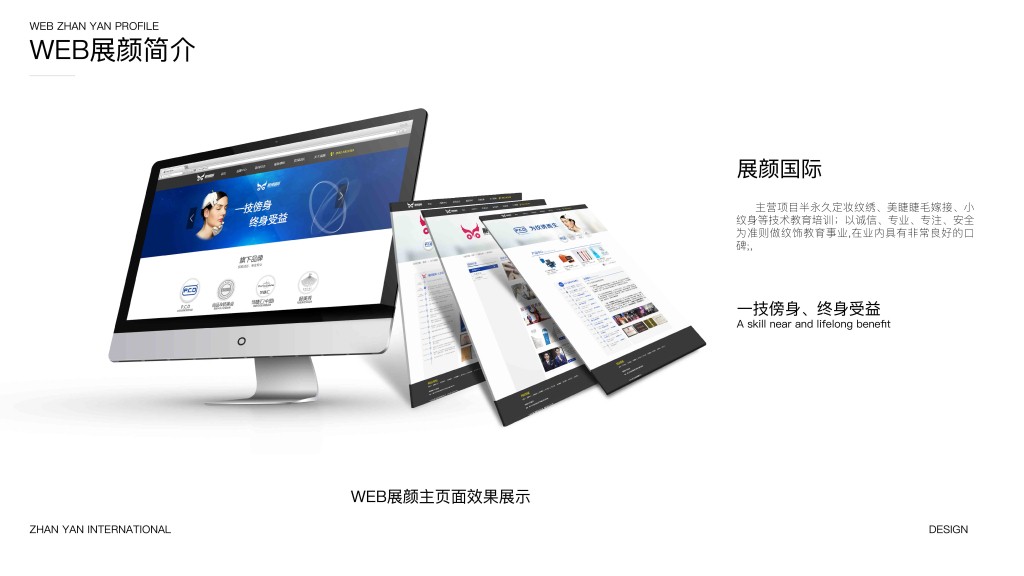 WEB ZHAN YAN PROFILE
WEB展颜简介
一技傍身
终身受益
旗下品牌
展颜国际
主营项目半永久定妆纹绣、美睫睫毛嫁接、小
纹身等技术教育培训；以诚信、专业、专注、安全
为准则做纹饰教育事业,在业内具有非常良好的口
碑;,
一技傍身、终身受益
A skill near and lifelong benefit
WEB展颜主页面效果展示
ZHAN YAN INTERNATIONAL
DESIGN